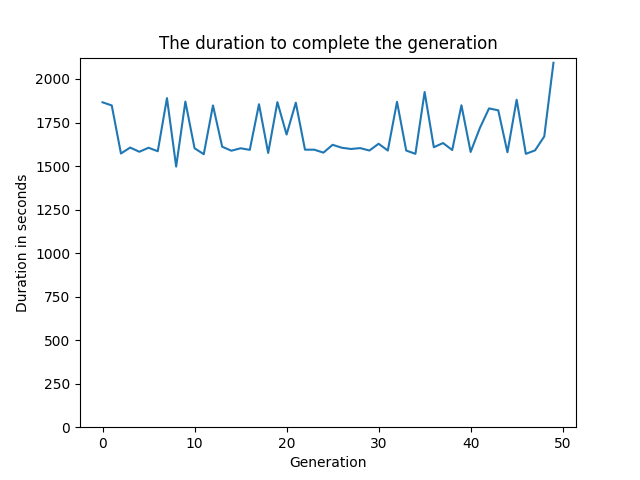 The duration to complete the generation
2000
1750
1500
1250
1000
750
500
250
0
0 10 20 30 40 50
Duration in seconds
Generation